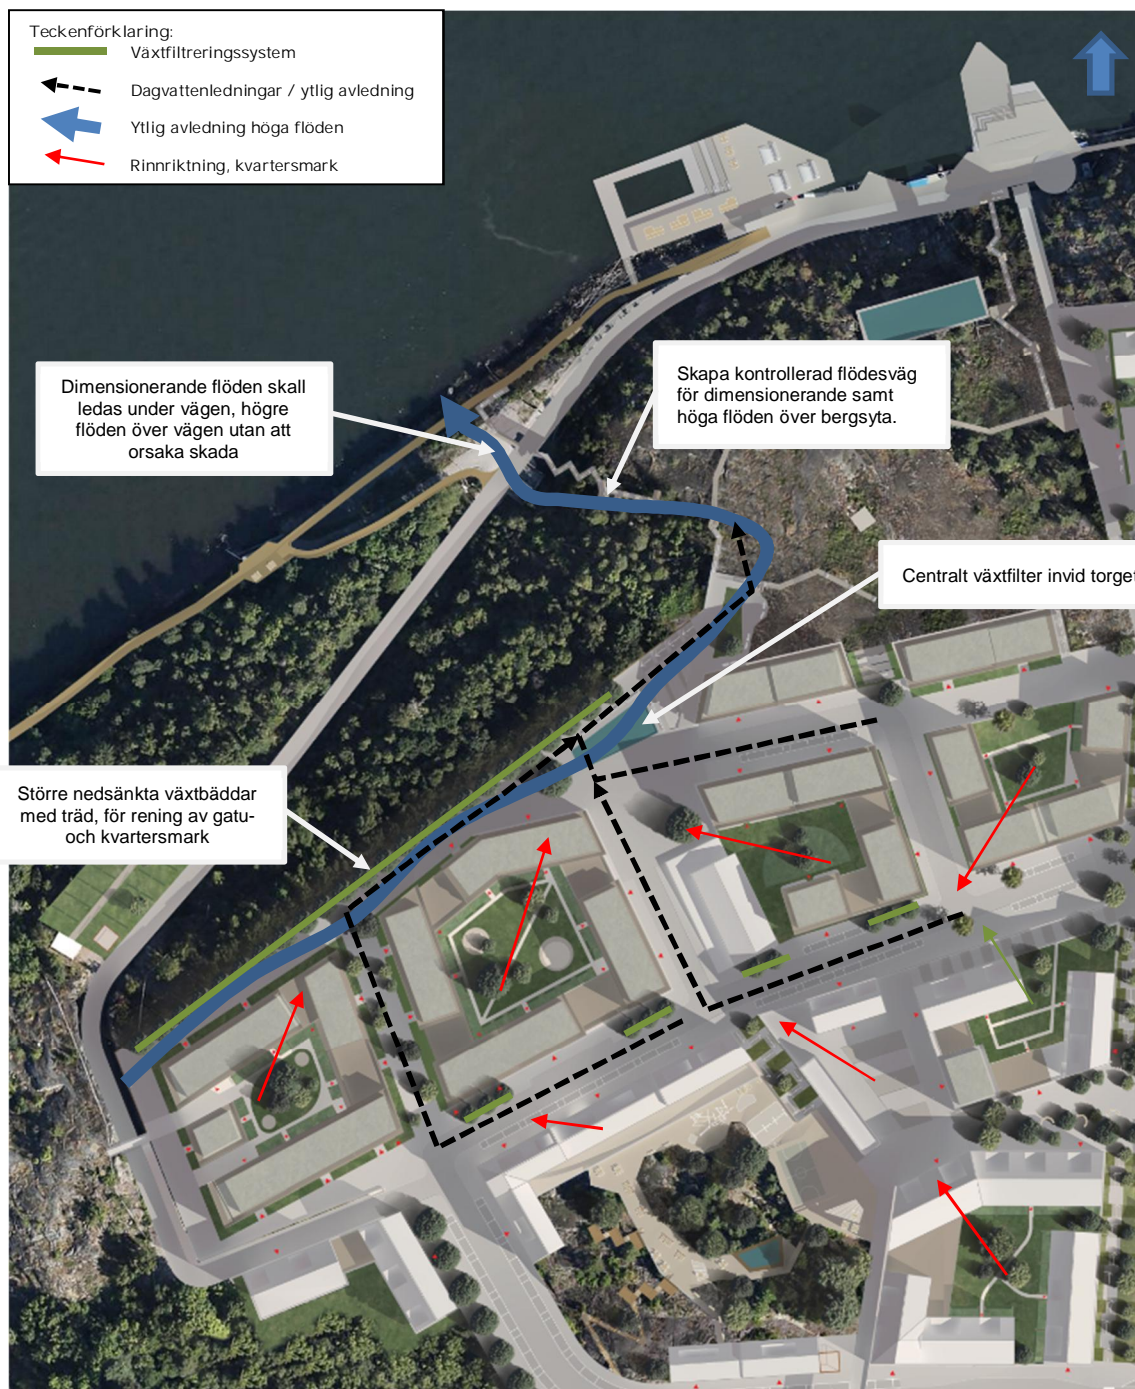 Teckenförklaring:
Växtfiltreringssystem
Dagvattenledningar / ytlig avledning
Ytlig avledning höga flöden
Rinnriktning, kvartersmark
Dimensionerande flöden skall
ledas under vägen, högre
flöden över vägen utan att
orsaka skada
Skapa kontrollerad flödesväg
för dimensionerande samt
höga flöden över bergsyta.
Centralt växtfilter invid torget
Större nedsänkta växtbäddar
med träd, för rening av gatu-
och kvartersmark